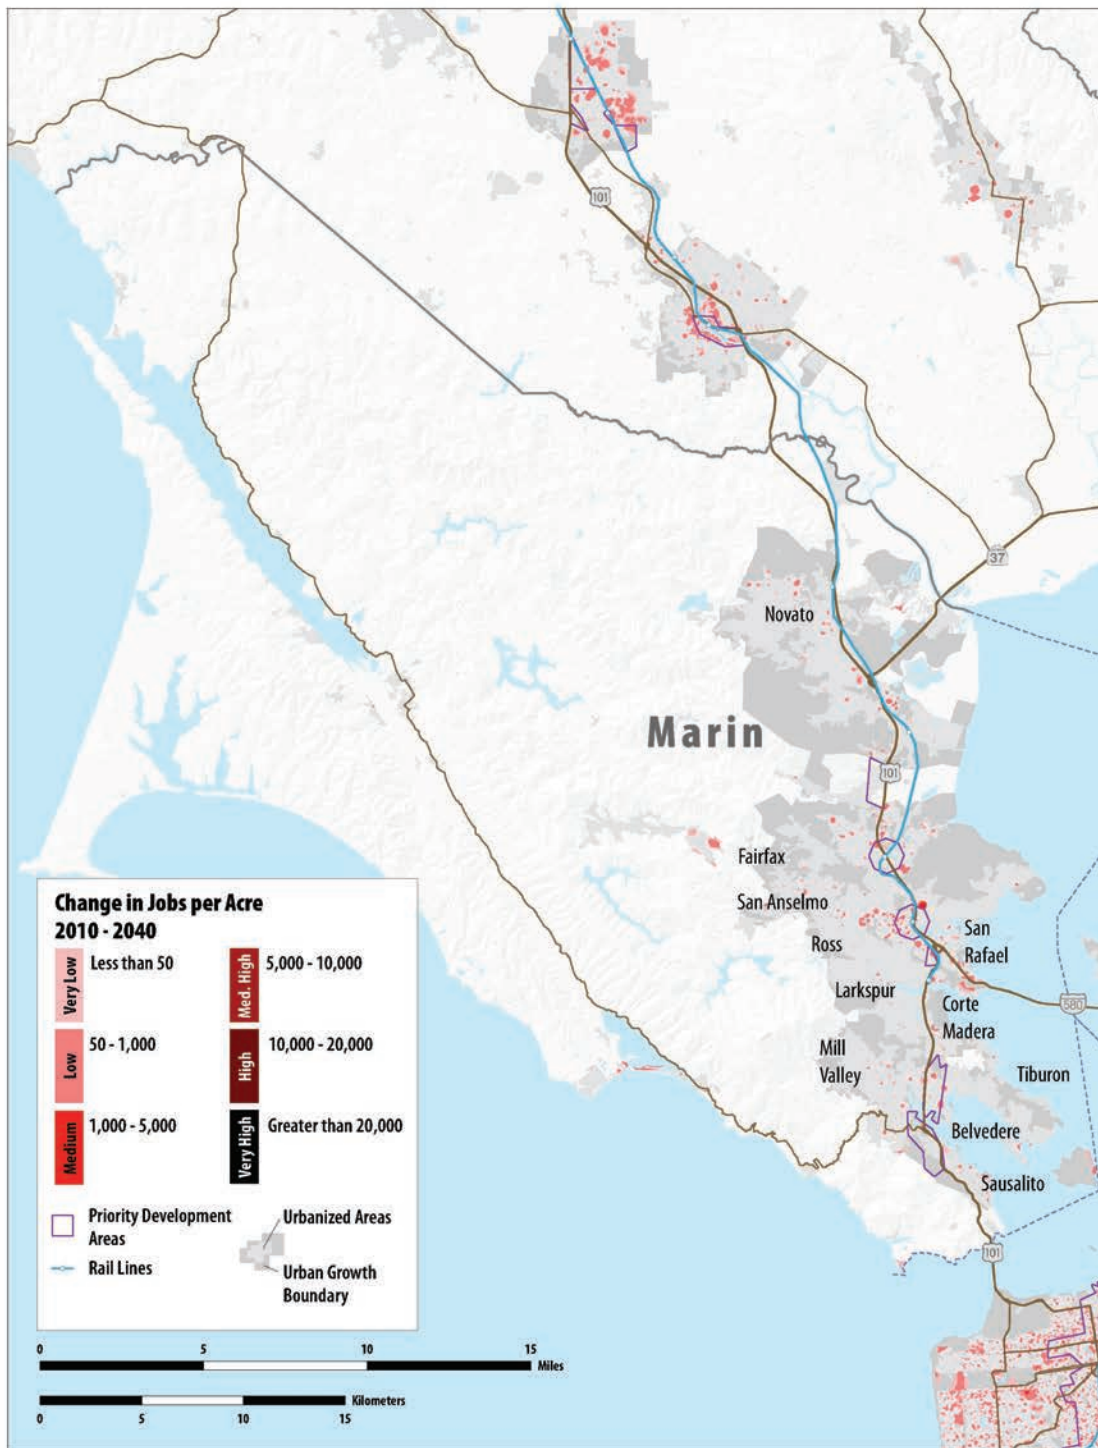 101
37
Novato
Marin
101
Fairfax
San Anselmo
San
Rafael
Ross
Larkspur
580
Corte
Madera
Mill
Valley
Tiburon
Belvedere
Sausalito
101
Change in Jobs per Acre
2010 - 2040
Very Low
Less than 50
Low
50 - 1,000
Medium
1,000 - 5,000
Med. High
5,000 - 10,000
High
10,000 - 20,000
Very High
Greater than 20,000
Priority Development
Areas
Rail Lines
Urbanized Areas
Urban Growth
Boundary
0 5 10 15
Miles
Kilometers
0 5 10 15